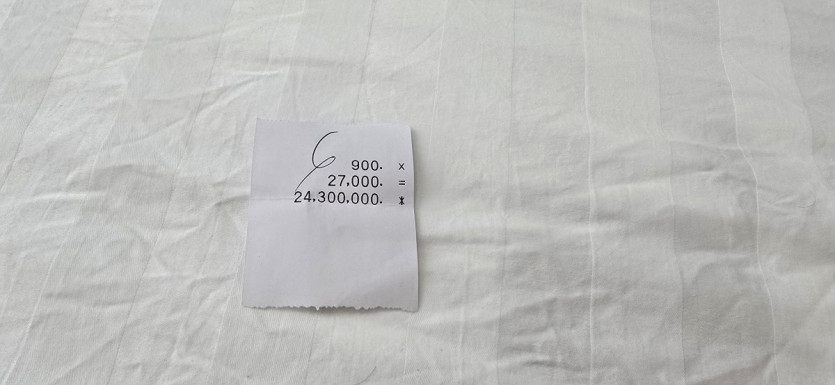 900. ×
27,000. =
24,300,000. *